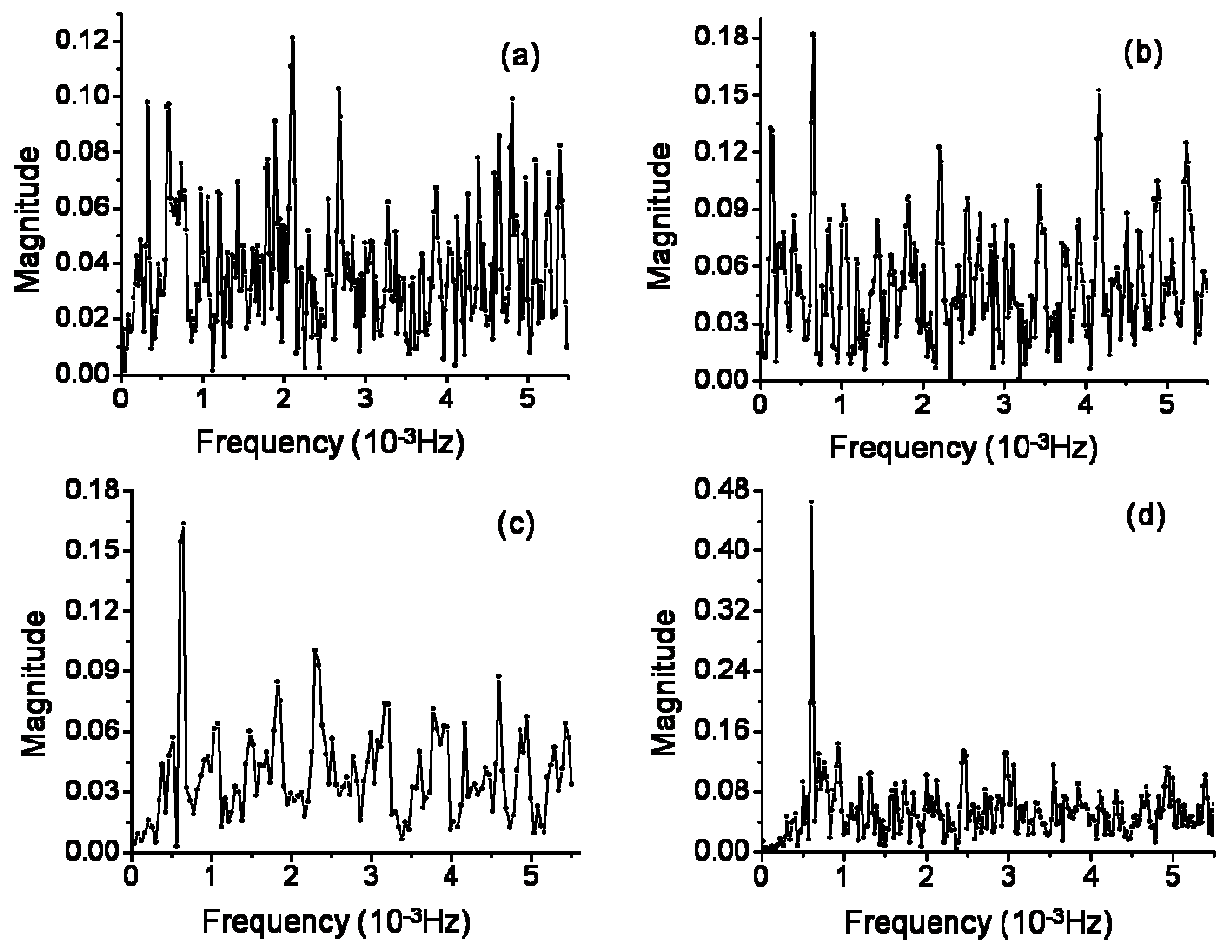 (a)
0.12
0.10
0.08
0.06
0.04
0.02
0.00
Magnitude
0 1 2 3 4 5
Frequency (10-3Hz)
(b)
0.18
0.15
0.12
0.09
0.06
0.03
0.00
Magnitude
0 1 2 3 4 5
Frequency (10-3Hz)
(c)
0.18
0.15
0.12
0.09
0.06
0.03
0.00
Magnitude
0 1 2 3 4 5
Frequency (10-3Hz)
(d)
0.48
0.40
0.32
0.24
0.16
0.08
0.00
Magnitude
0 1 2 3 4 5
Frequency (10-3Hz)